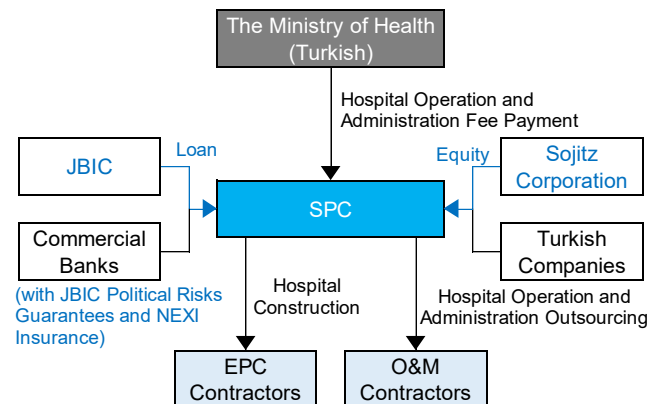 The Ministry of Health
(Turkish)
Hospital Operation and
Administration Fee Payment
JBIC
Loan
Equity
Sojitz
Corporation
SPC
Commercial
Banks
Turkish
Companies
(with JBIC Political Risks
Guarantees and NEXI
Insurance)
Hospital
Construction
Hospital Operation and
Administration Outsourcing
EPC
Contractors
O&M
Contractors